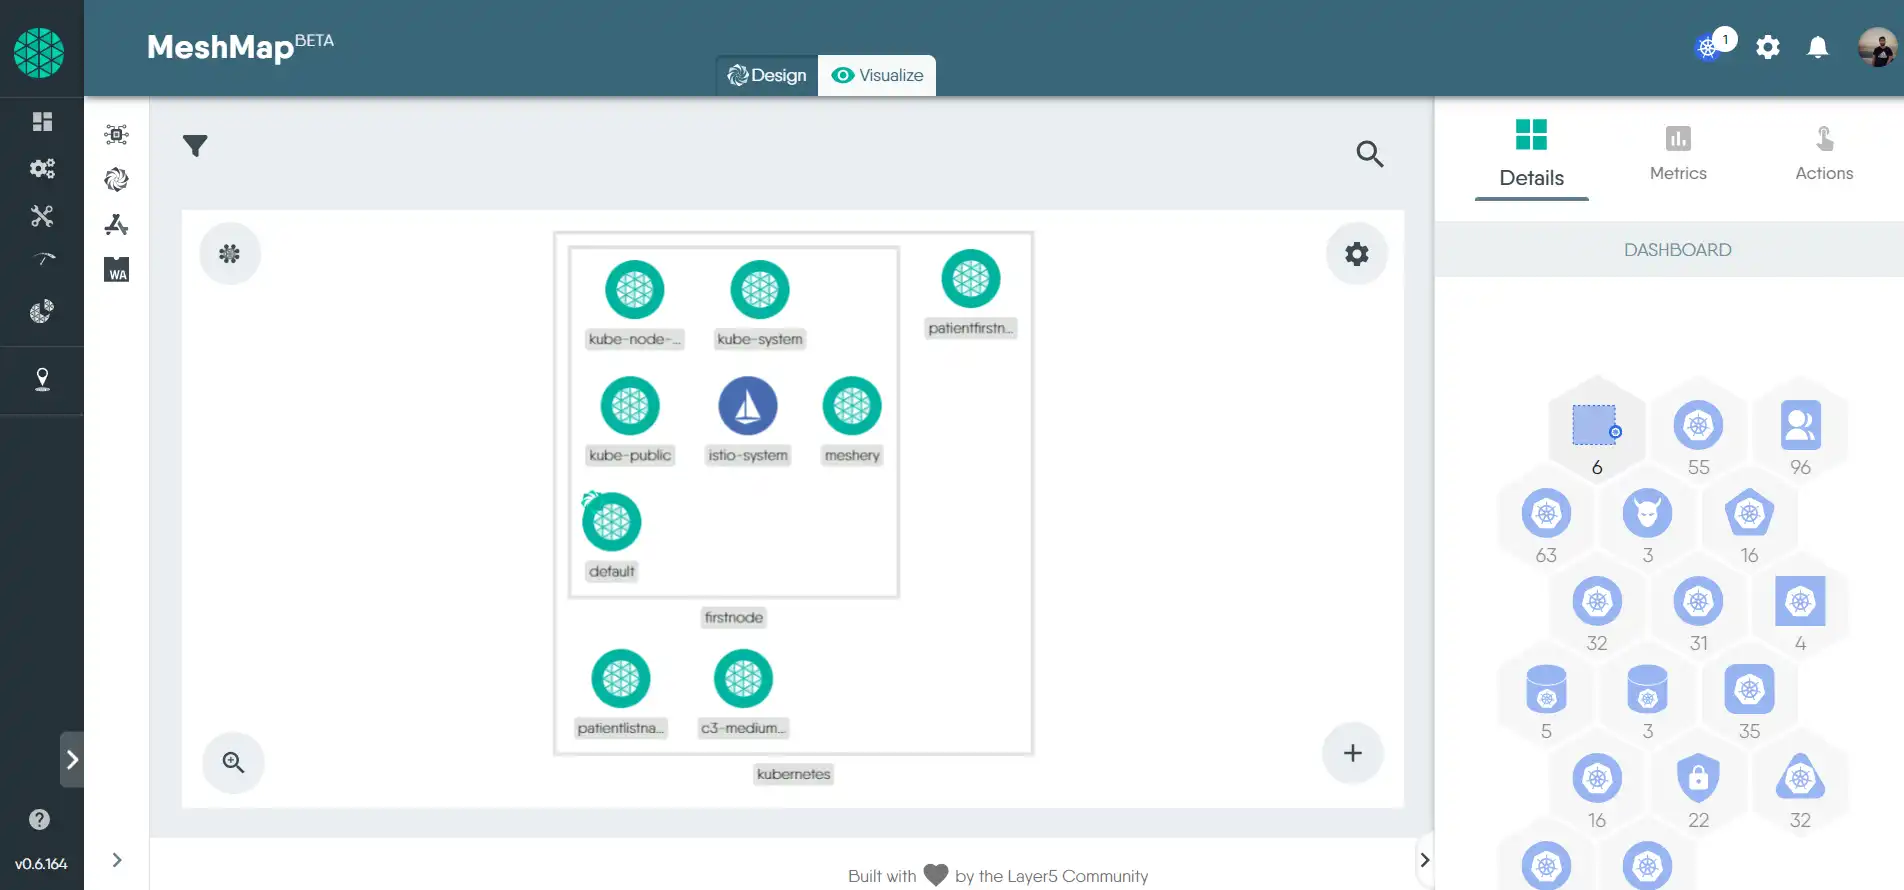 MeshMapBETA
Design
Visualize
1
Details
Metrics
Actions
DASHBOARD
WA
kube-node-...
kube-system
patientfirstn...
kube-public
istio-system
meshery
default
firstnode
patientlistna...
c3-medium...
kubernetes
6
55
96
63
3
16
32
31
4
5
3
35
16
22
32
v0.6.164
Built with by the Layer5 Community